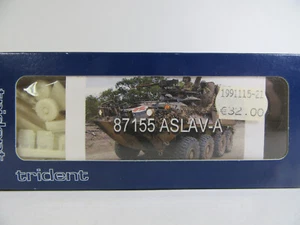 1991115-21
€32.00
87155 ASLAV-A
trident
trident